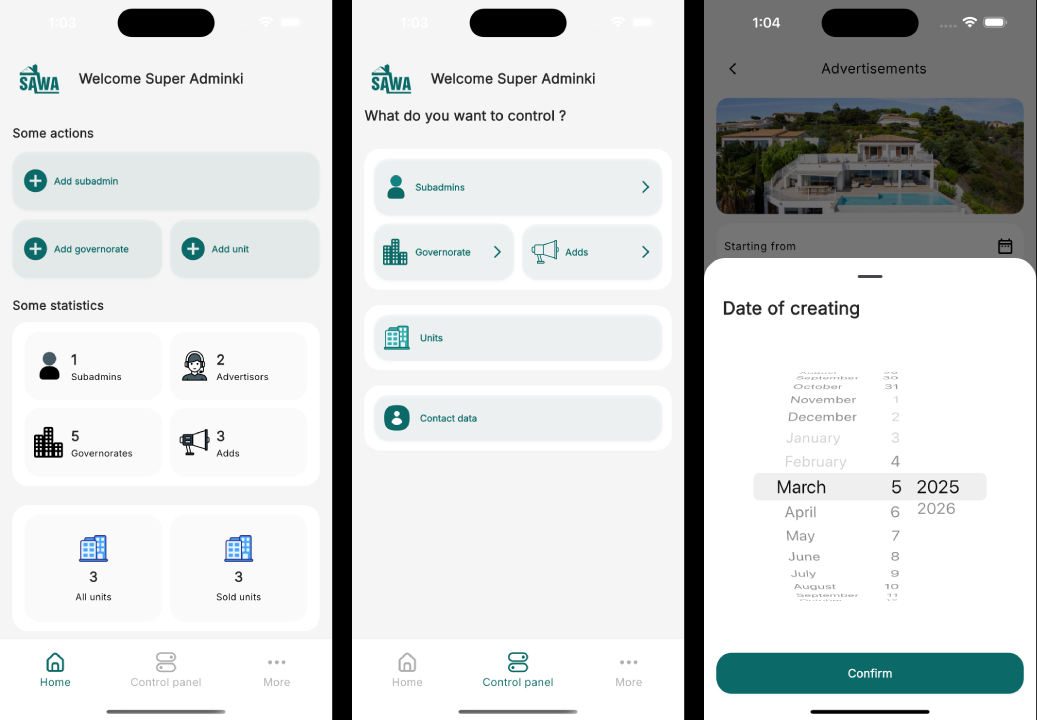 1:03
SAWA
Welcome Super Adminki
Some actions
Add subadmin
Add governorate
Add unit
Some statistics
1
Subadmins
2
Advertisors
5
Governorates
3
Adds
3
All units
3
Sold units
Home
Control panel
More
1:03
SAWA
Welcome Super Adminki
What do you want to control ?
Subadmins
Governorate
Adds
Units
Contact data
Home
Control panel
More
1:04
Advertisements
Starting from
Date of creating
September 30
October 31
November 1
December 2
January 3
February 4
March 5 2025
April 6 2026
May 7
June 8
July 9
August 10
September 11
Confirm